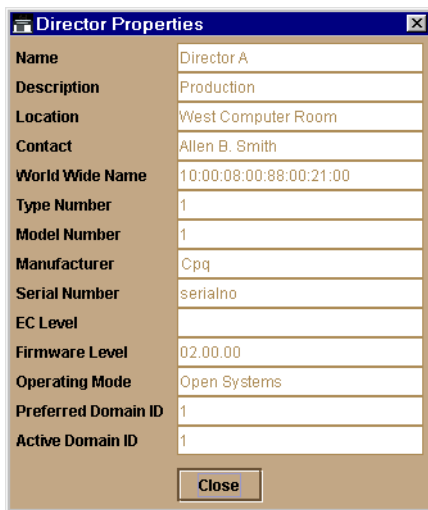 Director Properties
Name Director A
Description Production
Location West Computer Room
Contact Allen B. Smith
World Wide Name 10:00:08:00:88:00:21:00
Type Number 1
Model Number 1
Manufacturer Cpq
Serial Number serialno
EC Level
Firmware Level 02.00.00
Operating Mode Open Systems
Preferred Domain ID 1
Active Domain ID 1
Close